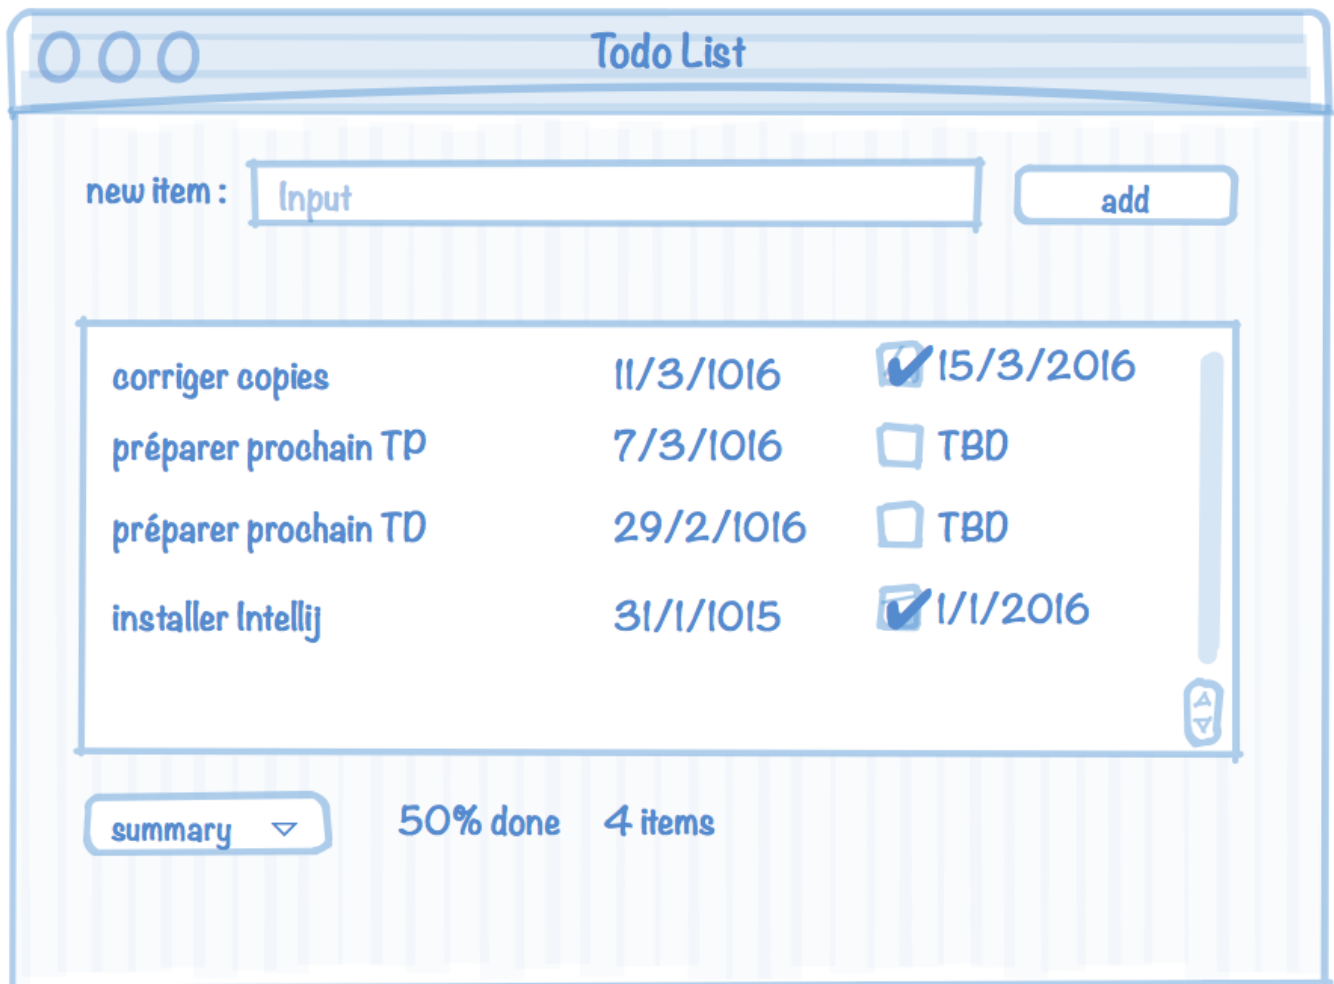 Todo List
new item : Input add
corriger copies 11/3/1016 15/3/2016
préparer prochain TP 7/3/1016 TBD
préparer prochain TD 29/2/1016 TBD
installer Intellij 31/1/1015 1/1/2016
summary 50% done 4 items